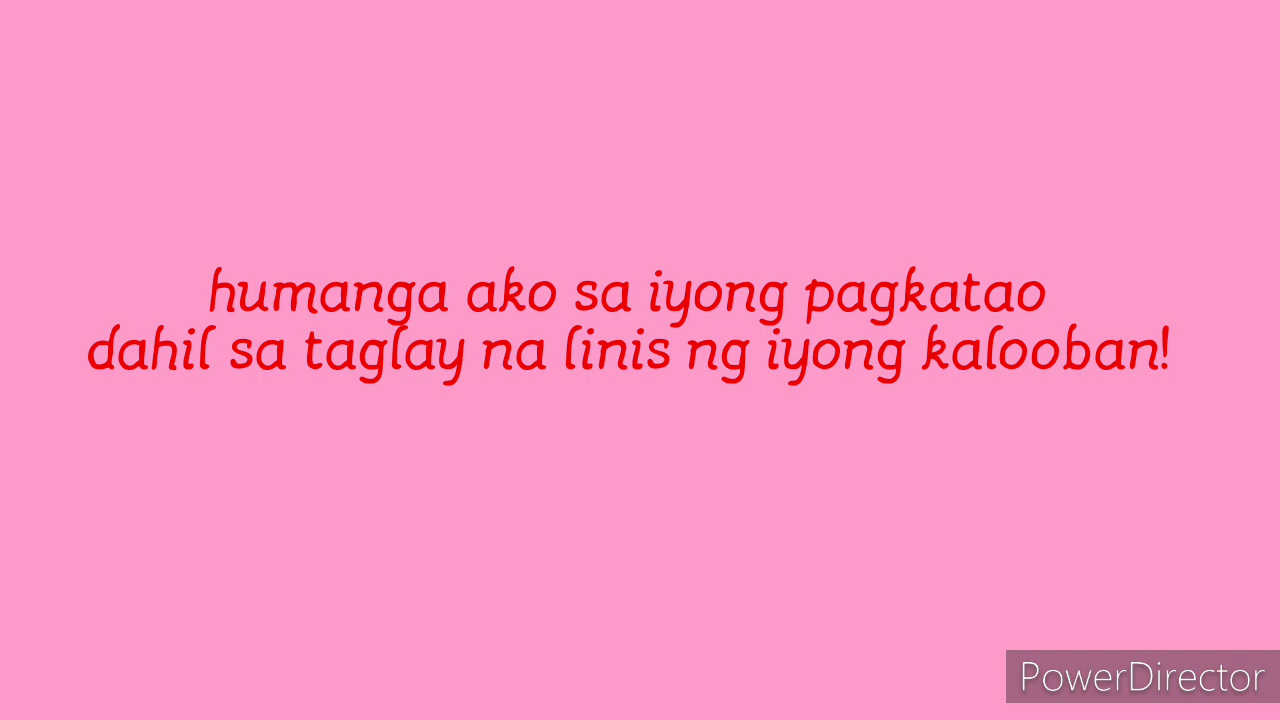 humanga ako sa iyong pagkatao
dahil sa taglay na linis ng iyong kalooban!
PowerDirector